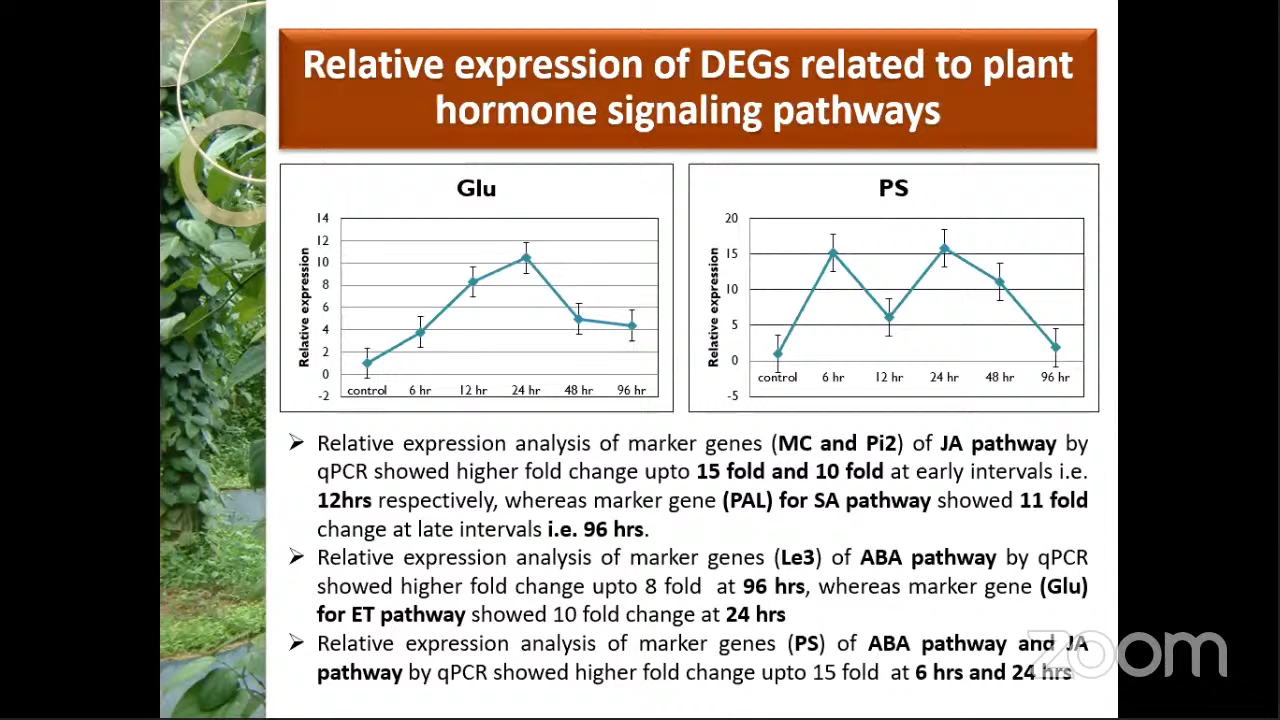 Relative expression of DEGs related to plant
hormone signaling pathways
Glu
14
12
10
8
6
4
2
0
-2
Relative expression
control 6 hr 12 hr 24 hr 48 hr 96 hr
PS
20
15
10
5
0
-5
Relative expression
control 6 hr 12 hr 24 hr 48 hr 96 hr
➢ Relative expression analysis of marker genes (MC and Pi2) of JA pathway by
qPCR showed higher fold change upto 15 fold and 10 fold at early intervals i.e.
12hrs respectively, whereas marker gene (PAL) for SA pathway showed 11 fold
change at late intervals i.e. 96 hrs.
➢ Relative expression analysis of marker genes (Le3) of ABA pathway by qPCR
showed higher fold change upto 8 fold at 96 hrs, whereas marker gene (Glu)
for ET pathway showed 10 fold change at 24 hrs
➢ Relative expression analysis of marker genes (PS) of ABA pathway and JA
pathway by qPCR showed higher fold change upto 15 fold at 6 hrs and 24 hrs
zoom